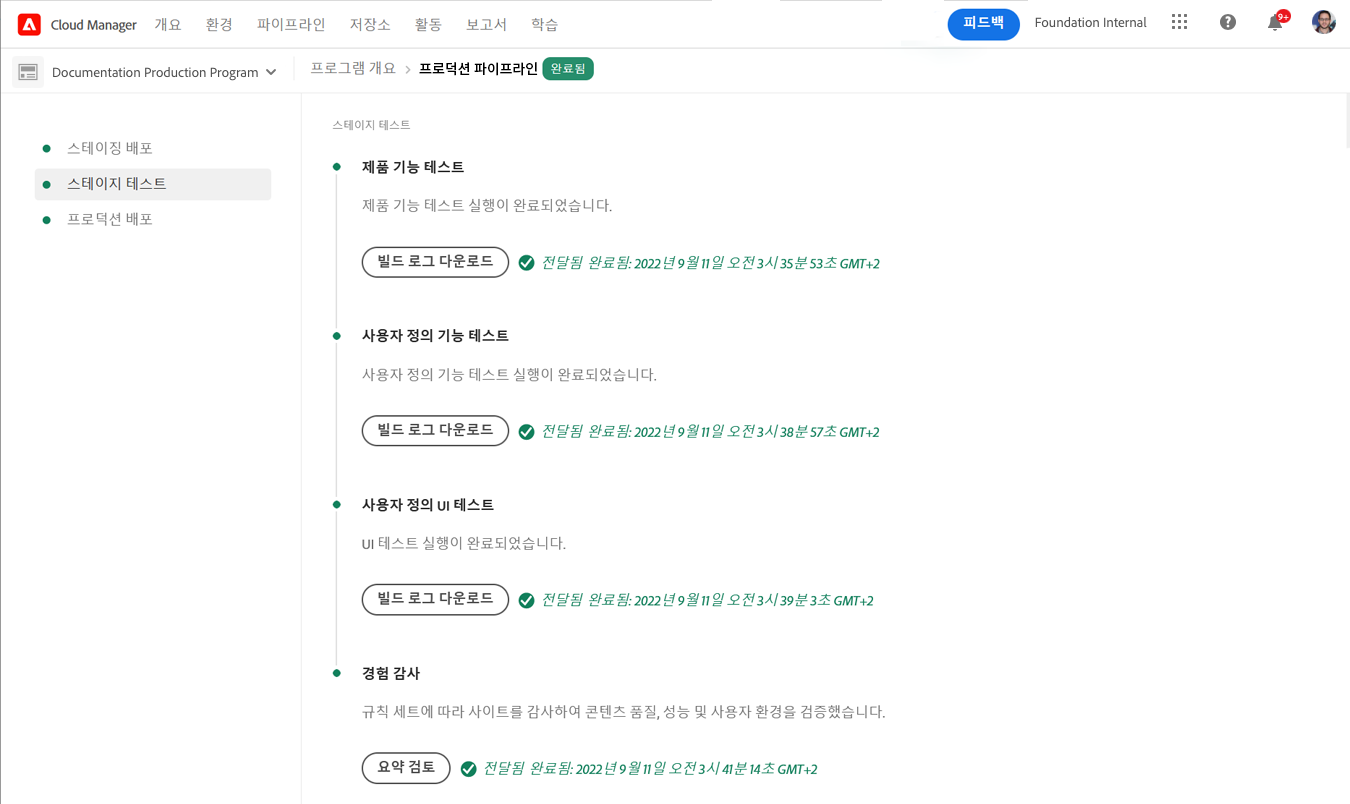 Cloud Manager 개요 환경 파이프라인 저장소 활동 보고서 학습 피드백 Foundation Internal 9+
Documentation Production Program 프로그램 개요 > 프로덕션 파이프라인 완료됨
스테이지 테스트
스테이징 배포
스테이지 테스트
프로덕션 배포
제품 기능 테스트
제품 기능 테스트 실행이 완료되었습니다.
빌드 로그 다운로드 전달됨 완료됨: 2022년 9월 11일 오전 3시 35분 53초 GMT+2
사용자 정의 기능 테스트
사용자 정의 기능 테스트 실행이 완료되었습니다.
빌드 로그 다운로드 전달됨 완료됨: 2022년 9월 11일 오전 3시 38분 57초 GMT+2
사용자 정의 UI 테스트
UI 테스트 실행이 완료되었습니다.
빌드 로그 다운로드 전달됨 완료됨: 2022년 9월 11일 오전 3시 39분 3초 GMT+2
경험 감사
규칙 세트에 따라 사이트를 감사하여 콘텐츠 품질, 성능 및 사용자 환경을 검증했습니다.
요약 검토 전달됨 완료됨: 2022년 9월 11일 오전 3시 41분 14초 GMT+2